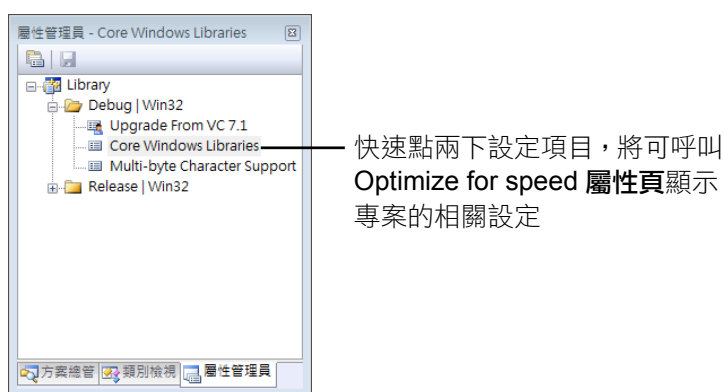 屬性管理員 - Core Windows Libraries
Library
Debug | Win32
Upgrade From VC 7.1
Core Windows Libraries
Multi-byte Character Support
Release | Win32
方案總管 類別檢視 屬性管理員
快速點兩下設定項目，將可呼叫
Optimize for speed 屬性頁顯示
專案的相關設定